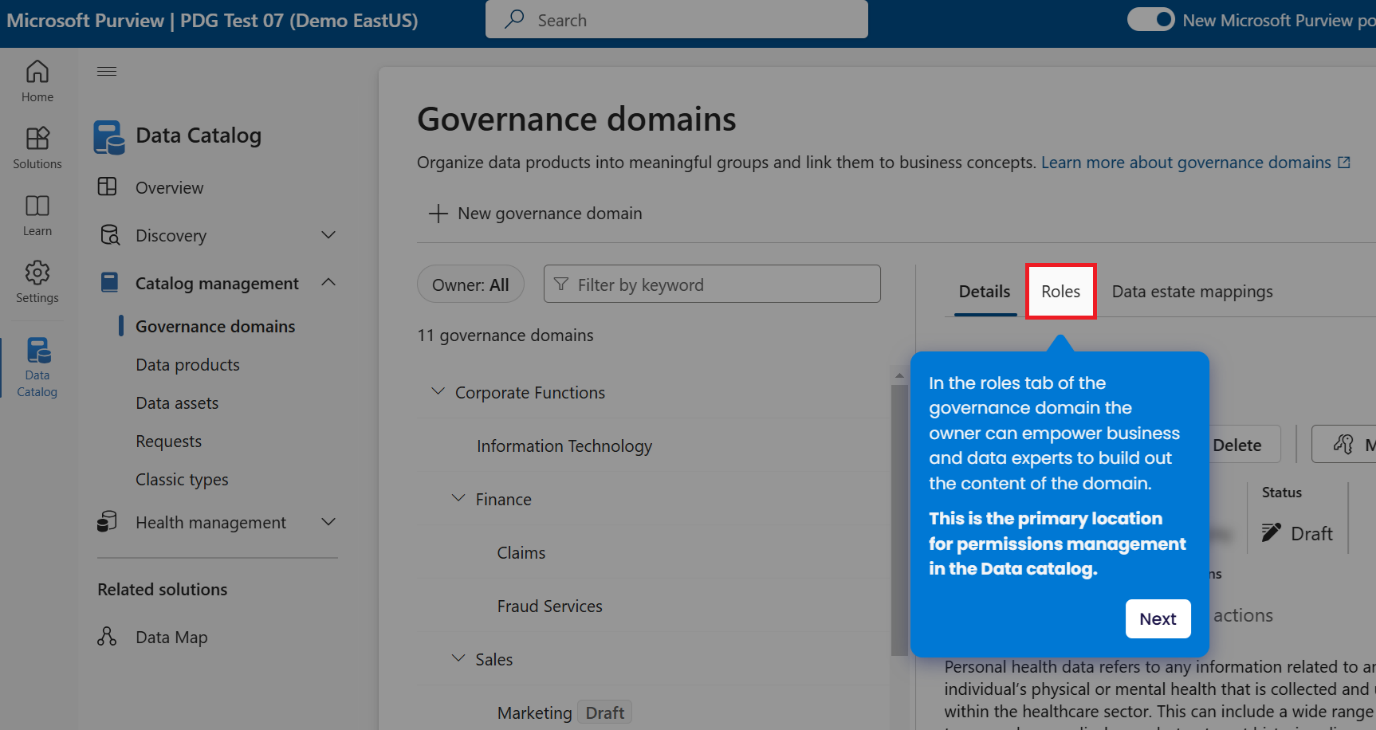 Microsoft Purview | PDG Test 07 (Demo EastUS)
Search
New Microsoft Purview po
Home
Solutions
Learn
Settings
Data
Catalog
Data Catalog
Overview
Discovery
Catalog management
Governance domains
Data products
Data assets
Requests
Classic types
Health management
Related solutions
Data Map
Governance domains
Organize data products into meaningful groups and link them to business concepts. Learn more about governance domains
New governance domain
Owner: All
Filter by keyword
11 governance domains
Corporate Functions
Information Technology
Finance
Claims
Fraud Services
Sales
Marketing Draft
Details
Roles
Data estate mappings
In the roles tab of the
governance domain the
owner can empower business
and data experts to build out
the content of the domain.
This is the primary location
for permissions management
in the Data catalog.
Next
Delete
M
Status
Draft
ns
actions
Personal health data refers to any information related to an
individual's physical or mental health that is collected and
within the healthcare sector. This can include a wide range